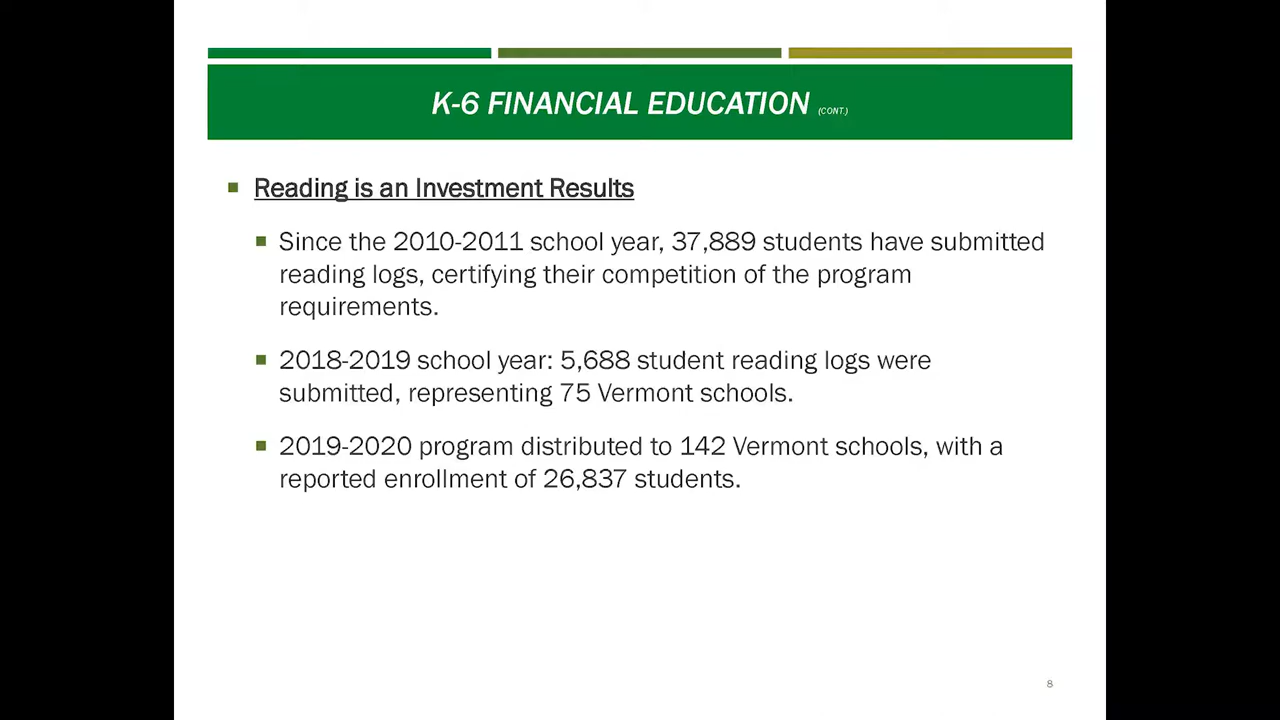 K-6 FINANCIAL EDUCATION (CONT.)
Reading is an Investment Results
Since the 2010-2011 school year, 37,889 students have submitted
reading logs, certifying their competition of the program
requirements.
2018-2019 school year: 5,688 student reading logs were
submitted, representing 75 Vermont schools.
2019-2020 program distributed to 142 Vermont schools, with a
reported enrollment of 26,837 students.
8